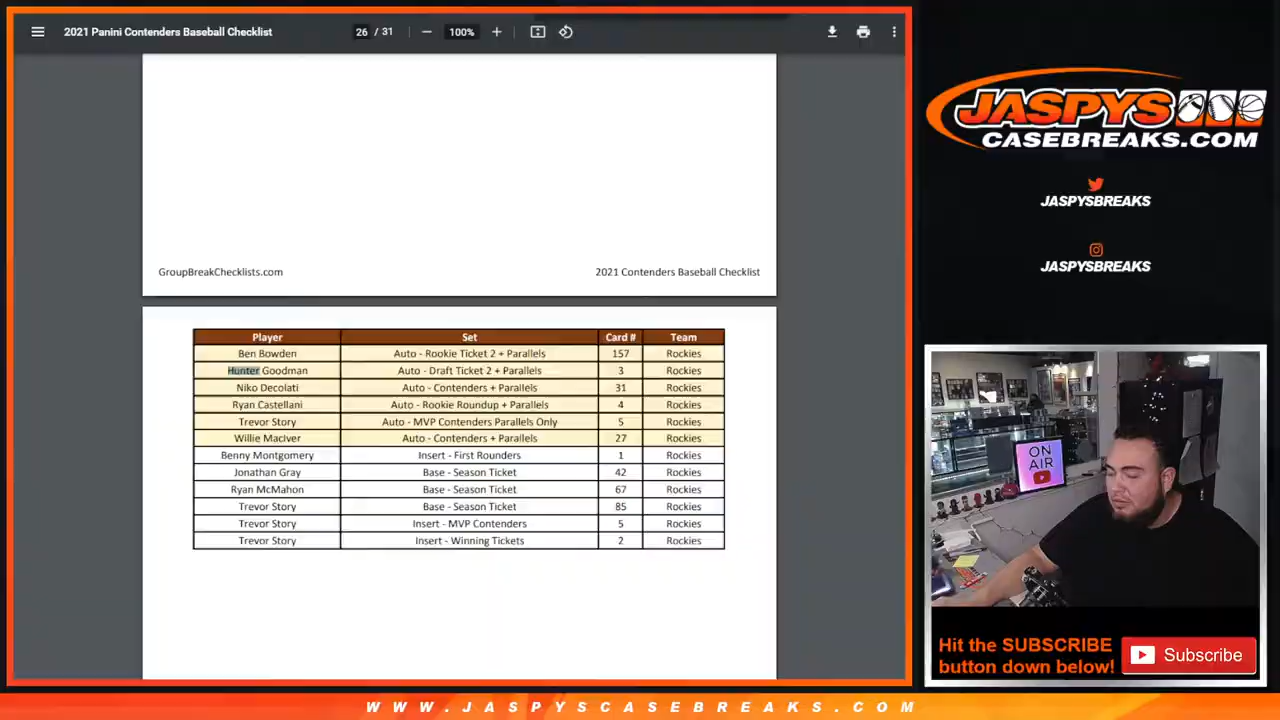 2021 Panini Contenders Baseball Checklist 26 / 31 100%
GroupBreakChecklists.com 2021 Contenders Baseball Checklist
Player Set Card # Team
Ben Bowden Auto - Rookie Ticket 2 + Parallels 157 Rockies
Hunter Goodman Auto - Draft Ticket 2 + Parallels 3 Rockies
Niko Decolati Auto - Contenders + Parallels 31 Rockies
Ryan Castellani Auto - Rookie Roundup + Parallels 4 Rockies
Trevor Story Auto - MVP Contenders Parallels Only 5 Rockies
Willie MacIver Auto - Contenders + Parallels 27 Rockies
Benny Montgomery Insert - First Rounders 1 Rockies
Jonathan Gray Base - Season Ticket 42 Rockies
Ryan McMahon Base - Season Ticket 67 Rockies
Trevor Story Base - Season Ticket 85 Rockies
Trevor Story Insert - MVP Contenders 5 Rockies
Trevor Story Insert - Winning Tickets 2 Rockies
JASPYS
CASEBREAKS.COM
JASPYSBREAKS
JASPYSBREAKS
ON
AIR
Hit the SUBSCRIBE
button down below!
Subscribe
WWW.JASPYSCASEBREAKS.COM